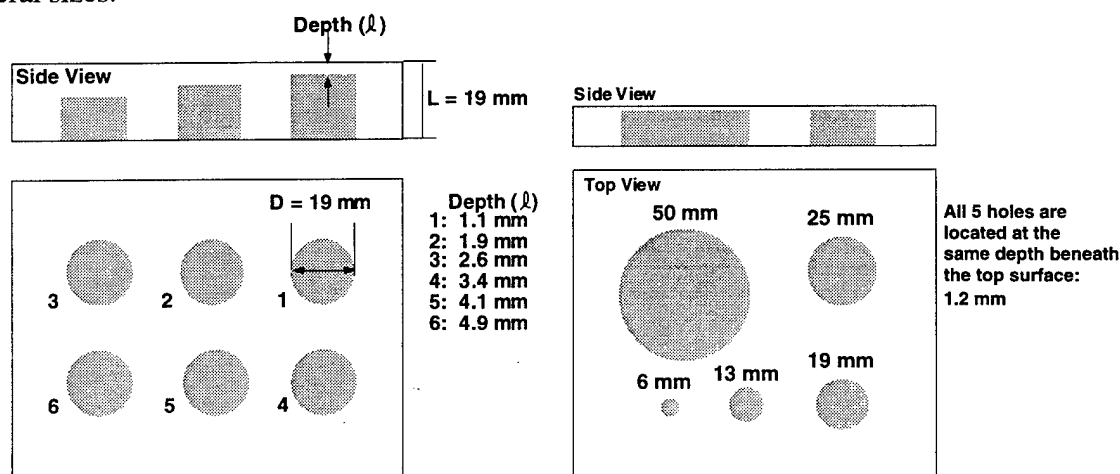 Depth (ℓ)
Side View
L = 19 mm
D = 19 mm
Depth (ℓ)
1: 1.1 mm
2: 1.9 mm
3: 2.6 mm
4: 3.4 mm
5: 4.1 mm
6: 4.9 mm
3
2
1
6
5
4
Side View
Top View
50 mm
25 mm
6 mm
13 mm
19 mm
All 5 holes are
located at the
same depth beneath
the top surface:
1.2 mm